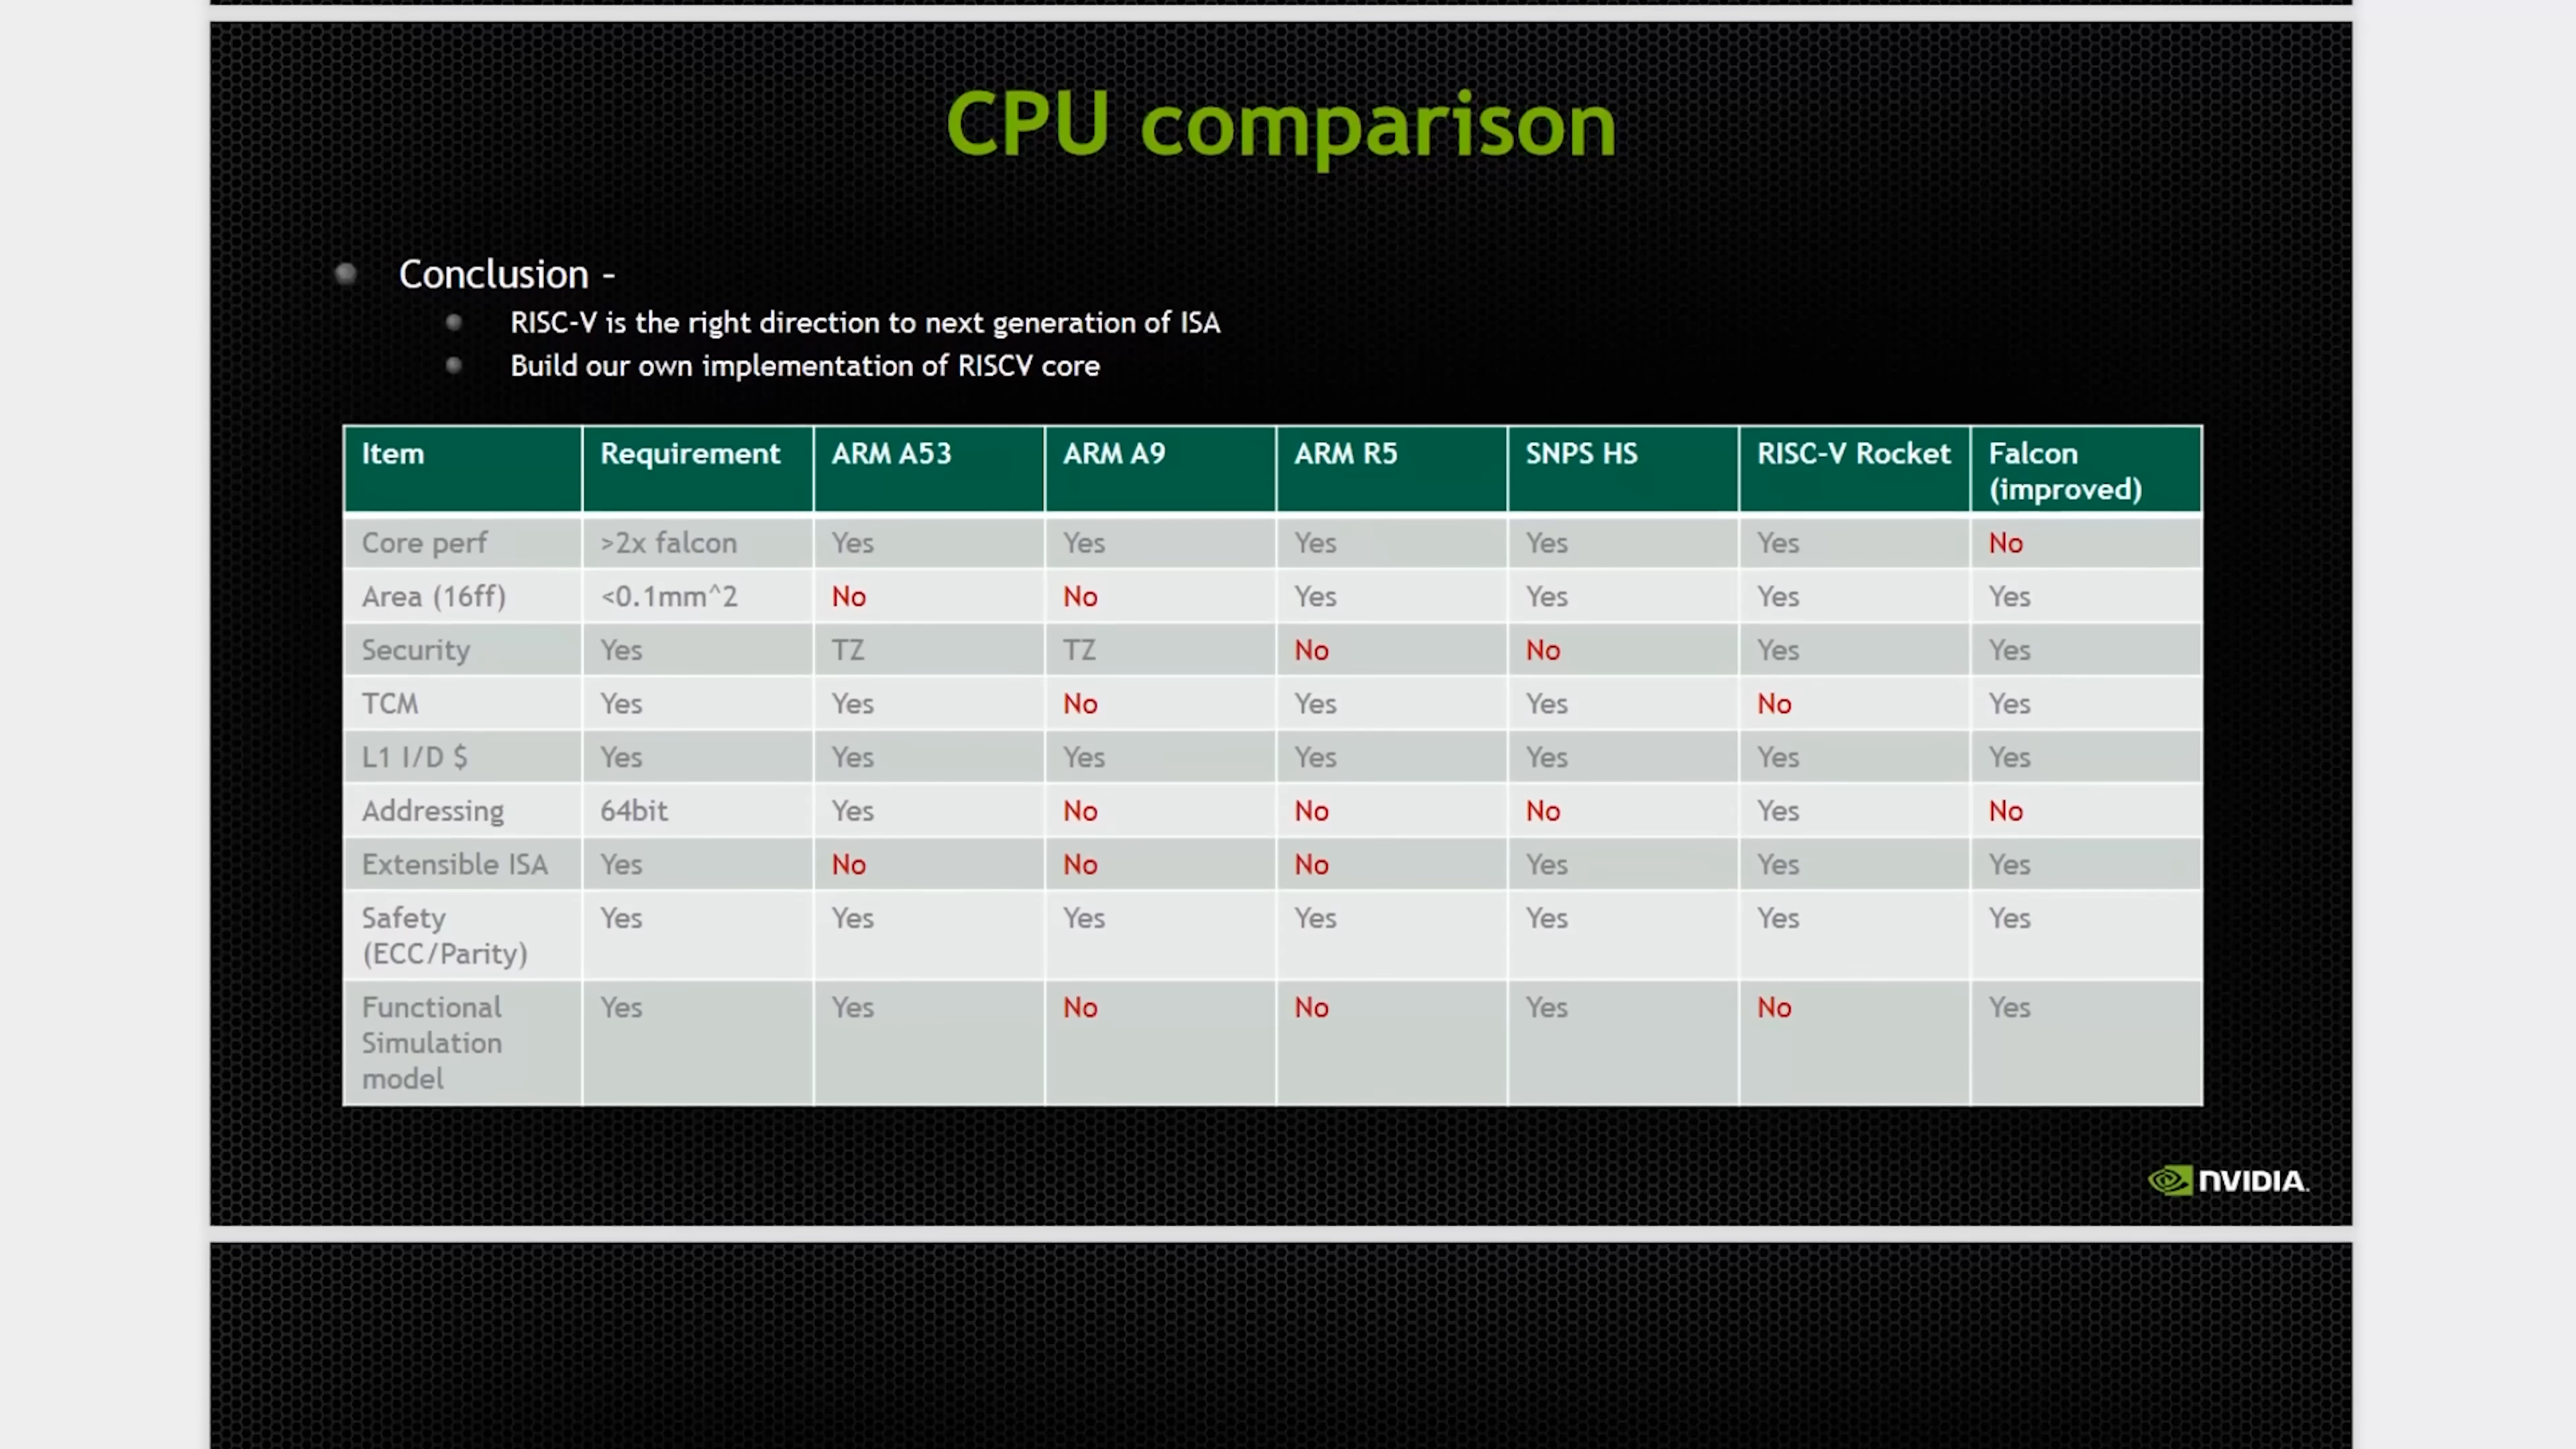 CPU comparison
Conclusion -
RISC-V is the right direction to next generation of ISA
Build our own implementation of RISCV core
Item Requirement ARM A53 ARM A9 ARM R5 SNPS HS RISC-V Rocket Falcon
(improved)
Core perf >2x falcon Yes Yes Yes Yes Yes No
Area (16ff) <0.1mm^2 No No Yes Yes Yes Yes
Security Yes TZ TZ No No Yes Yes
TCM Yes Yes No Yes Yes No Yes
L1 I/D $ Yes Yes Yes Yes Yes Yes Yes
Addressing 64bit Yes No No No Yes No
Extensible ISA Yes No No No Yes Yes Yes
Safety Yes Yes Yes Yes Yes Yes Yes
(ECC/Parity)
Functional Yes Yes No No Yes No Yes
Simulation
model
NVIDIA.